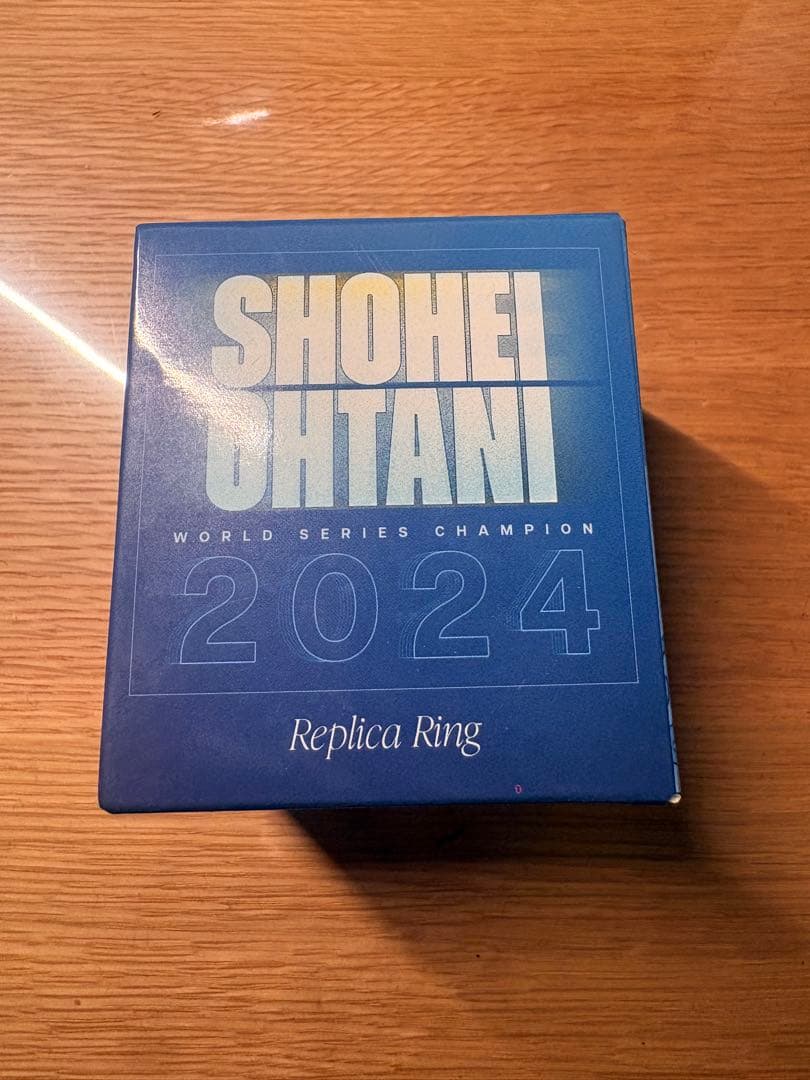 SHOHEI
OHTANI
WORLD SERIES CHAMPION
2024
Replica Ring